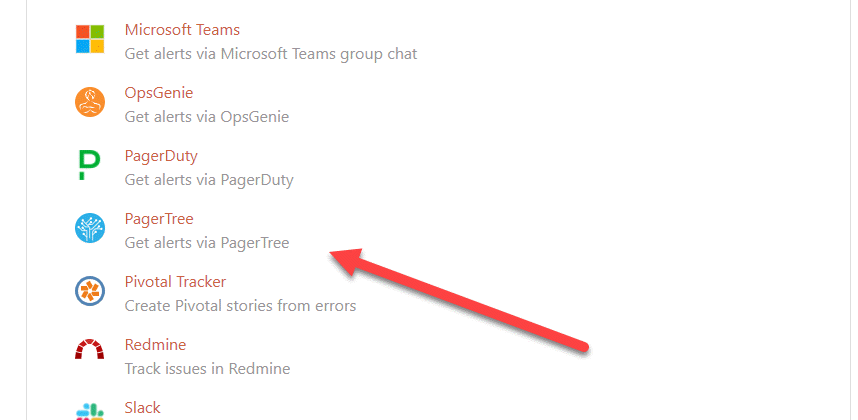 Microsoft Teams
Get alerts via Microsoft Teams group chat
OpsGenie
Get alerts via OpsGenie
PagerDuty
Get alerts via PagerDuty
PagerTree
Get alerts via PagerTree
Pivotal Tracker
Create Pivotal stories from errors
Redmine
Track issues in Redmine
Slack